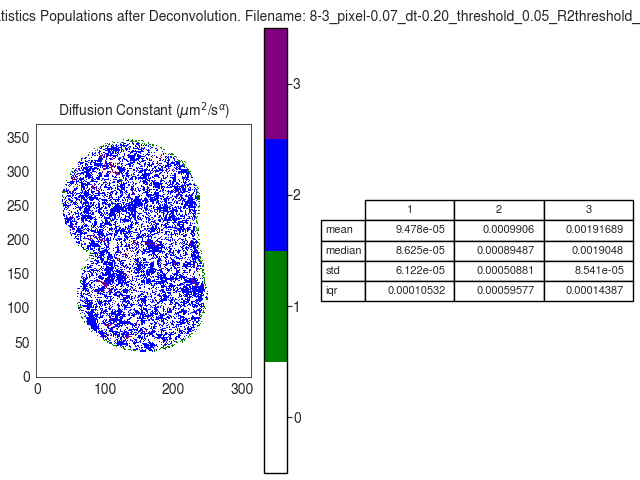 tistics Populations after Deconvolution. Filename: 8-3_pixel-0.07_dt-0.20_threshold_0.05_R2threshold_
Diffusion Constant (μm²/s^α)
350
300
250
200
150
100
50
0
0 100 200 300
3
2
1
0
1 2 3
mean 9.478e-05 0.0009906 0.00191689
median 8.625e-05 0.00089487 0.0019048
std 6.122e-05 0.00050881 8.541e-05
iqr 0.00010532 0.00059577 0.00014387